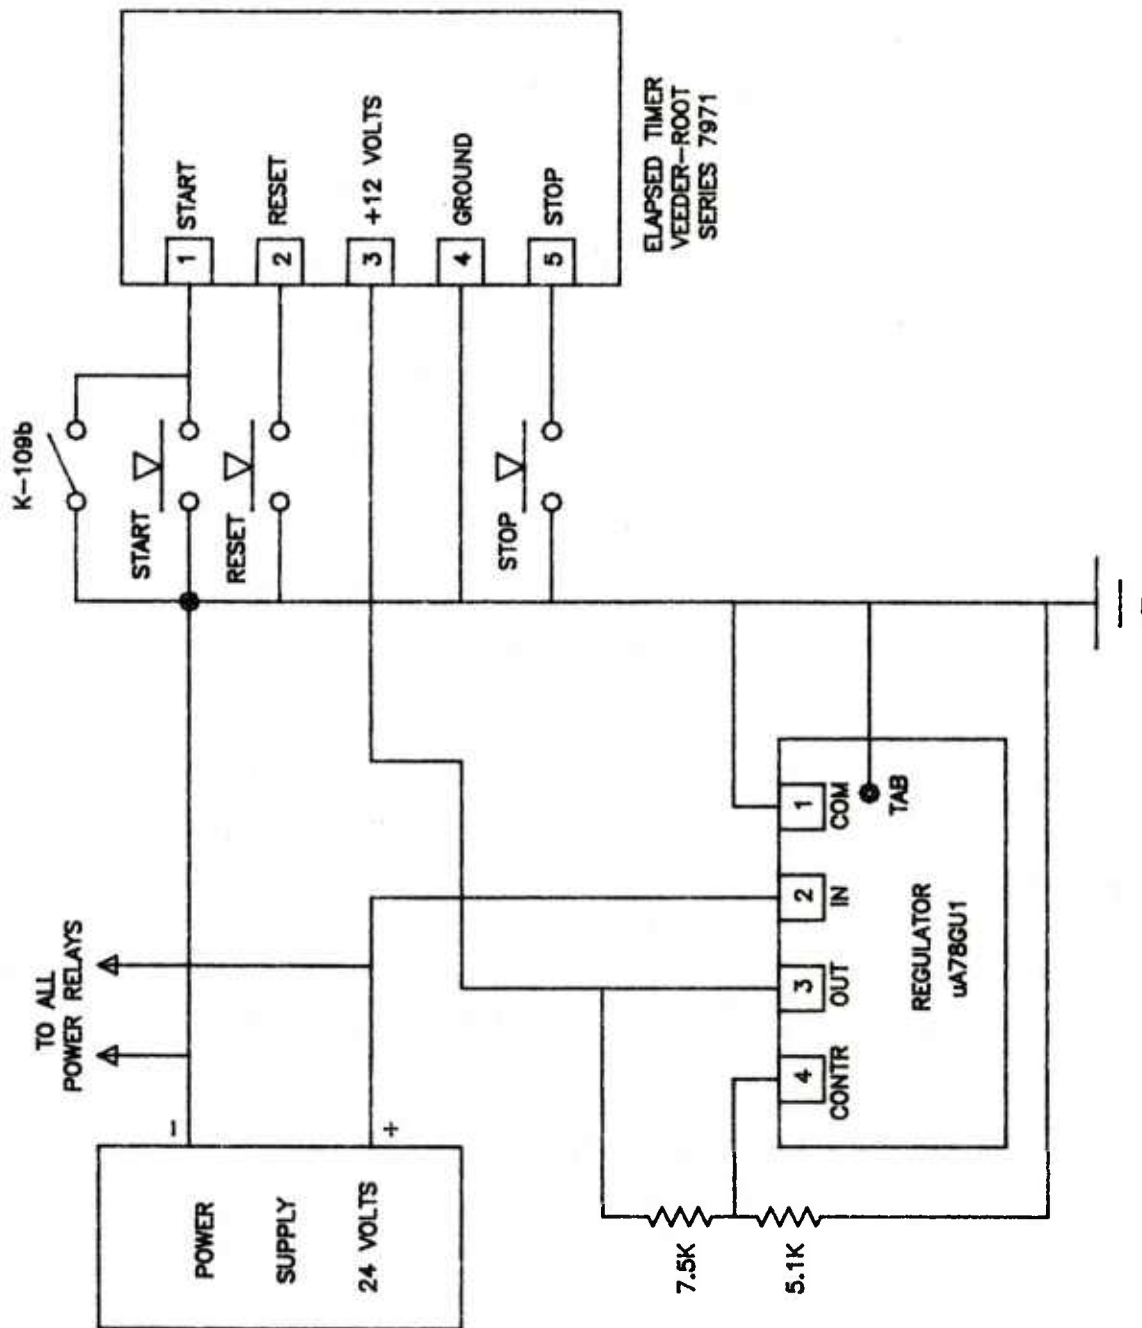 K-109b
START
RESET
STOP
1 START
2 RESET
3 +12 VOLTS
4 GROUND
5 STOP
ELAPSED TIMER
VEEDER-ROOT
SERIES 7971
TO ALL
POWER RELAYS
-
+
POWER
SUPPLY
24 VOLTS
4
CONTR
3
OUT
2
IN
1
COM
TAB
REGULATOR
uA78GU1
7.5K
5.1K